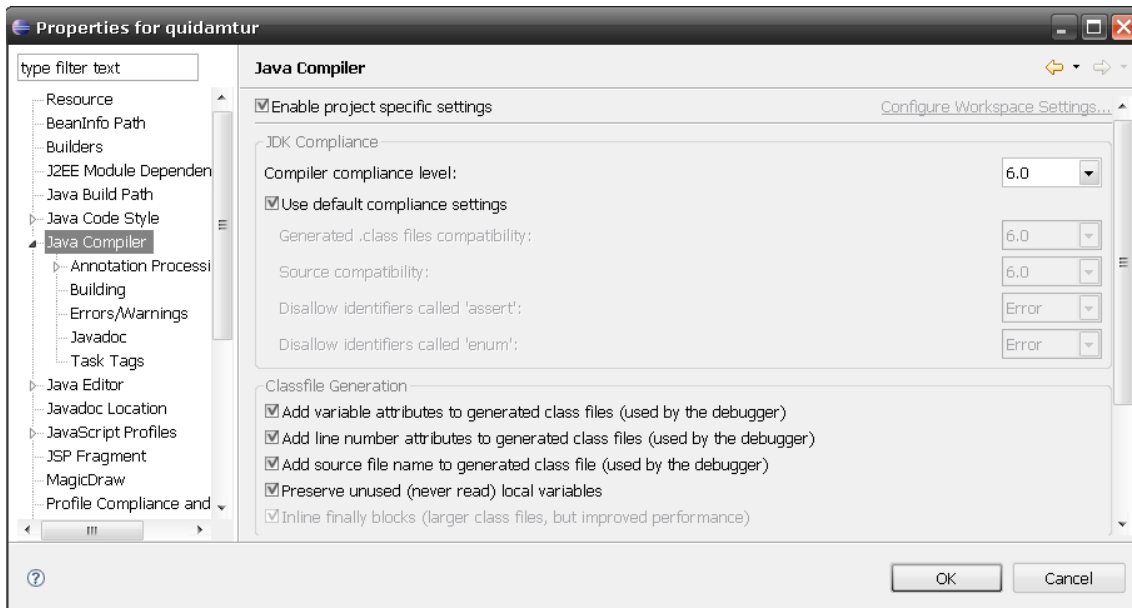 Properties for quidamtur
type filter text
Resource
BeanInfo Path
Builders
J2EE Module Dependen
Java Build Path
Java Code Style
Java Compiler
Annotation Processi
Building
Errors/Warnings
Javadoc
Task Tags
Java Editor
Javadoc Location
JavaScript Profiles
JSP Fragment
MagicDraw
Profile Compliance and
Java Compiler
Enable project specific settings
Configure Workspace Settings...
JDK Compliance
Compiler compliance level: 6.0
Use default compliance settings
Generated .class files compatibility: 6.0
Source compatibility: 6.0
Disallow identifiers called 'assert': Error
Disallow identifiers called 'enum': Error
Classfile Generation
Add variable attributes to generated class files (used by the debugger)
Add line number attributes to generated class files (used by the debugger)
Add source file name to generated class file (used by the debugger)
Preserve unused (never read) local variables
Inline finally blocks (larger class files, but improved performance)
OK
Cancel